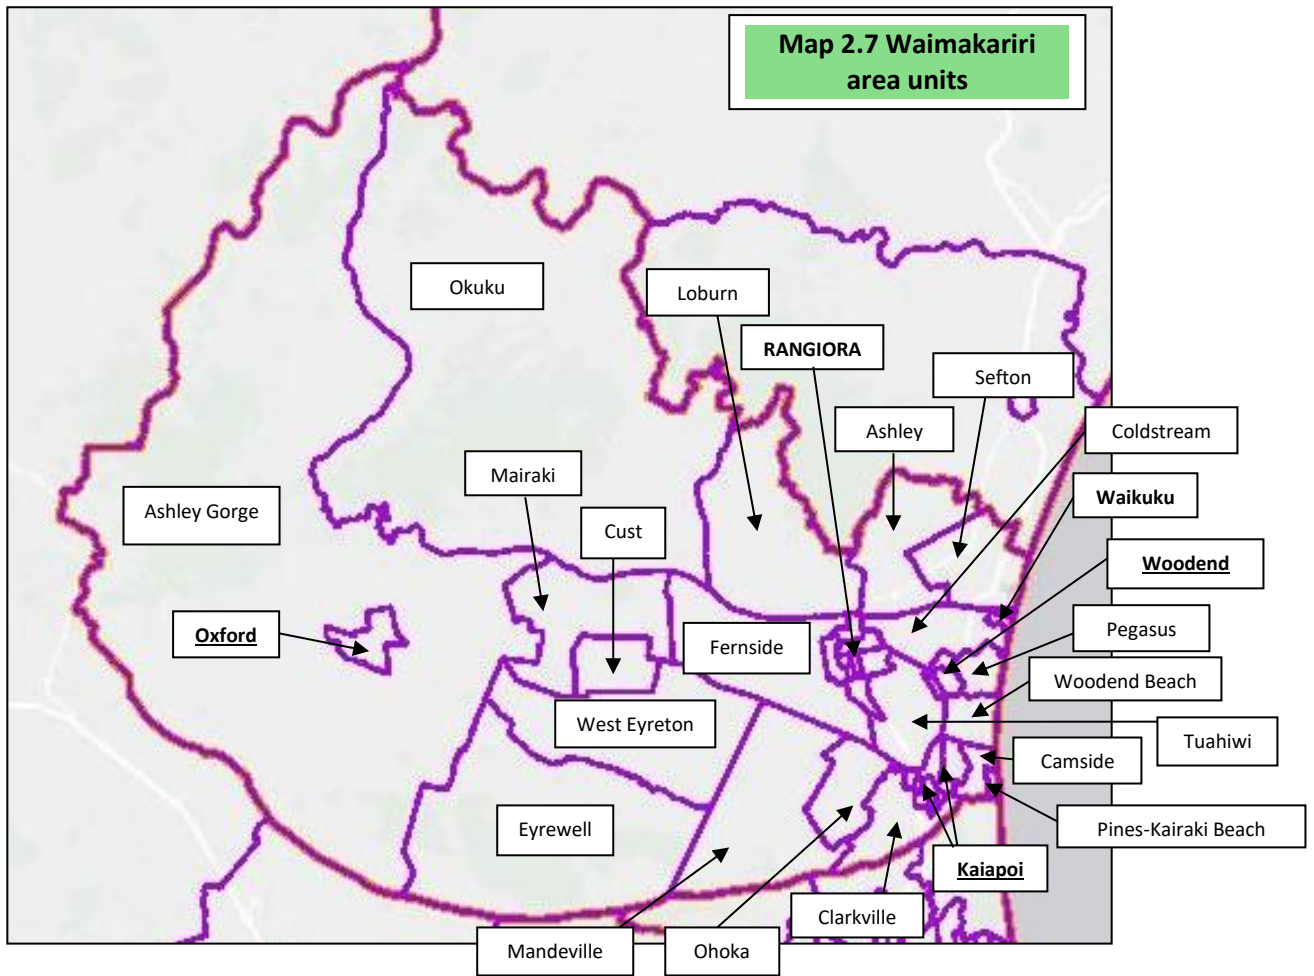 Map 2.7 Waimakariri
area units
Okuku
Loburn
RANGIORA
Sefton
Ashley
Coldstream
Mairaki
Waikuku
Ashley Gorge
Cust
Woodend
Oxford
Fernside
Pegasus
Woodend Beach
West Eyreton
Tuahiwi
Camside
Eyrewell
Pines-Kairaki Beach
Kaiapoi
Clarkville
Mandeville
Ohoka